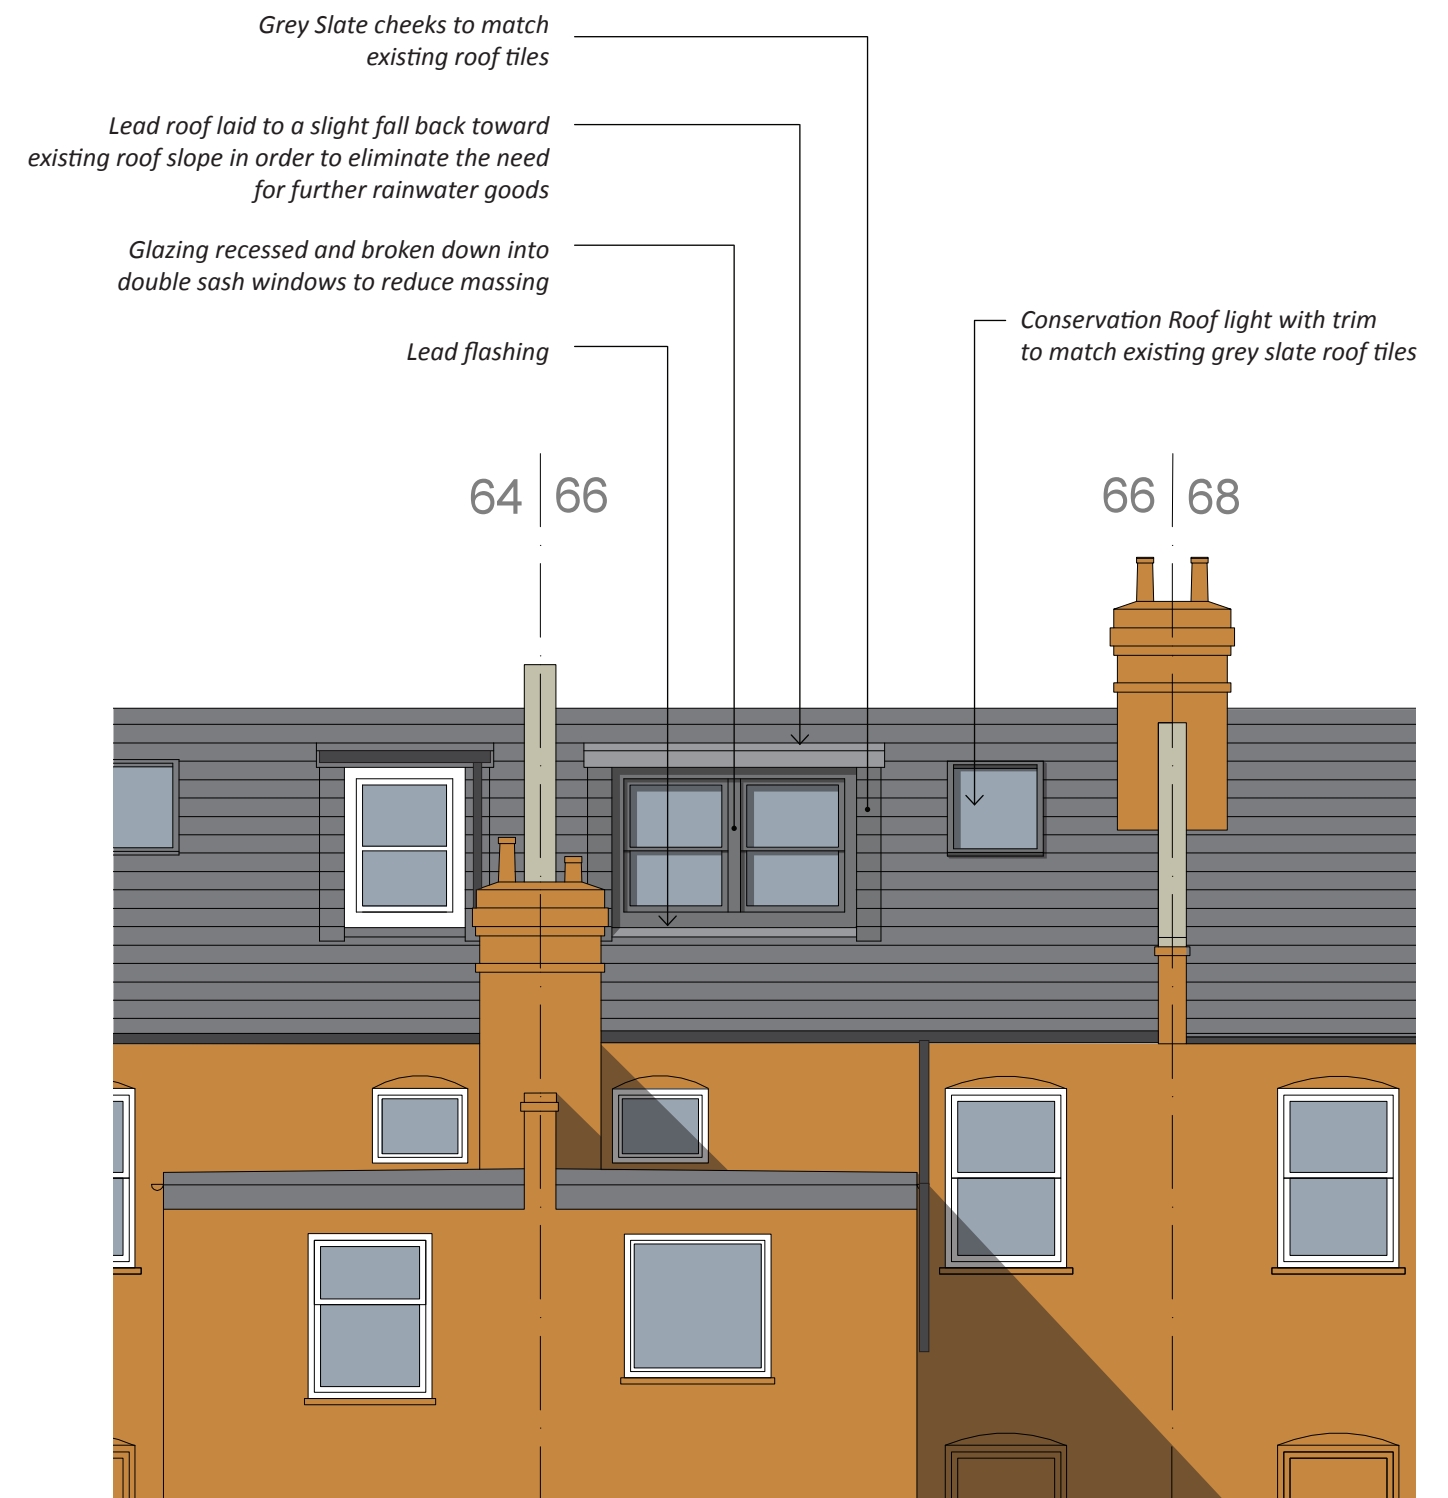 Grey Slate cheeks to match
existing roof tiles
Lead roof laid to a slight fall back toward
existing roof slope in order to eliminate the need
for further rainwater goods
Glazing recessed and broken down into
double sash windows to reduce massing
Lead flashing
Conservation Roof light with trim
to match existing grey slate roof tiles
64 66
66 68